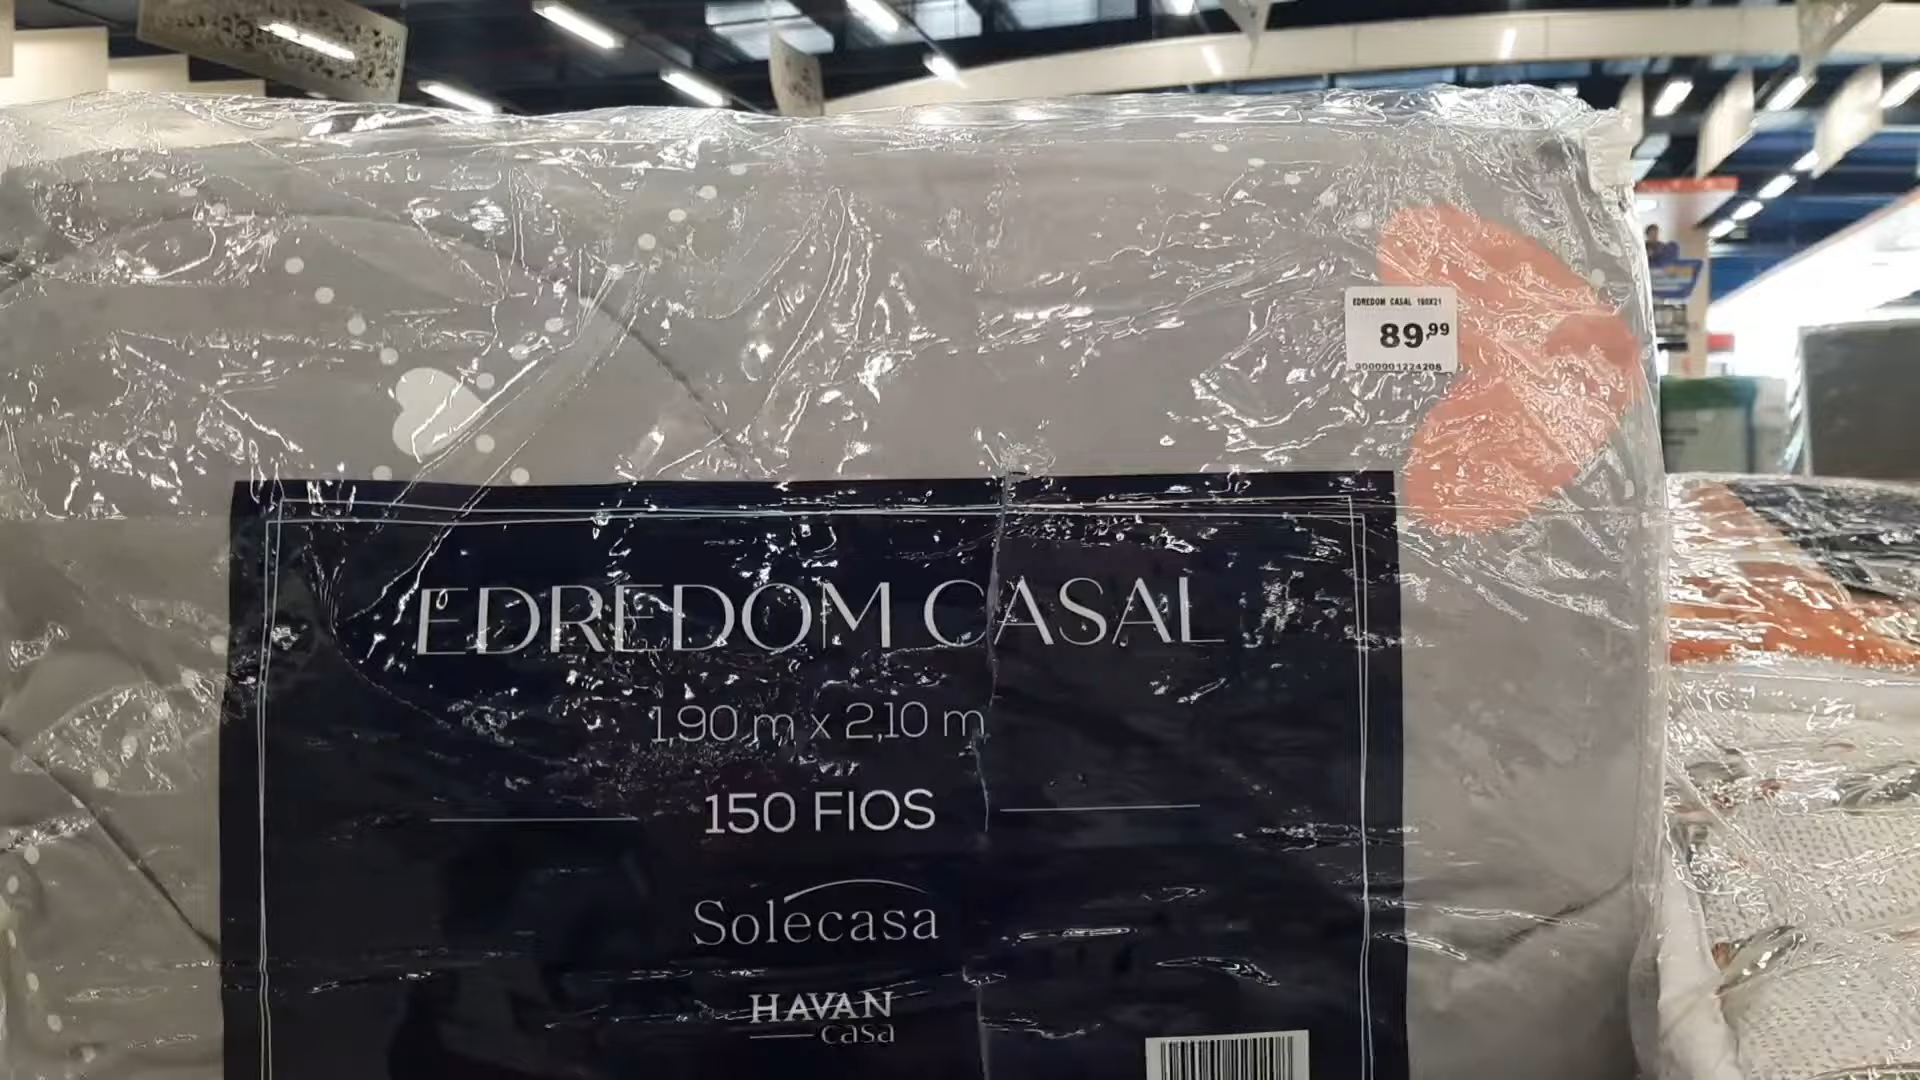 EDREDOM CASAL 190X21
89,99
0000001224208
EDREDOM CASAL
1,90 m x 2,10 m
150 FIOS
Solecasa
HAVAN
casa